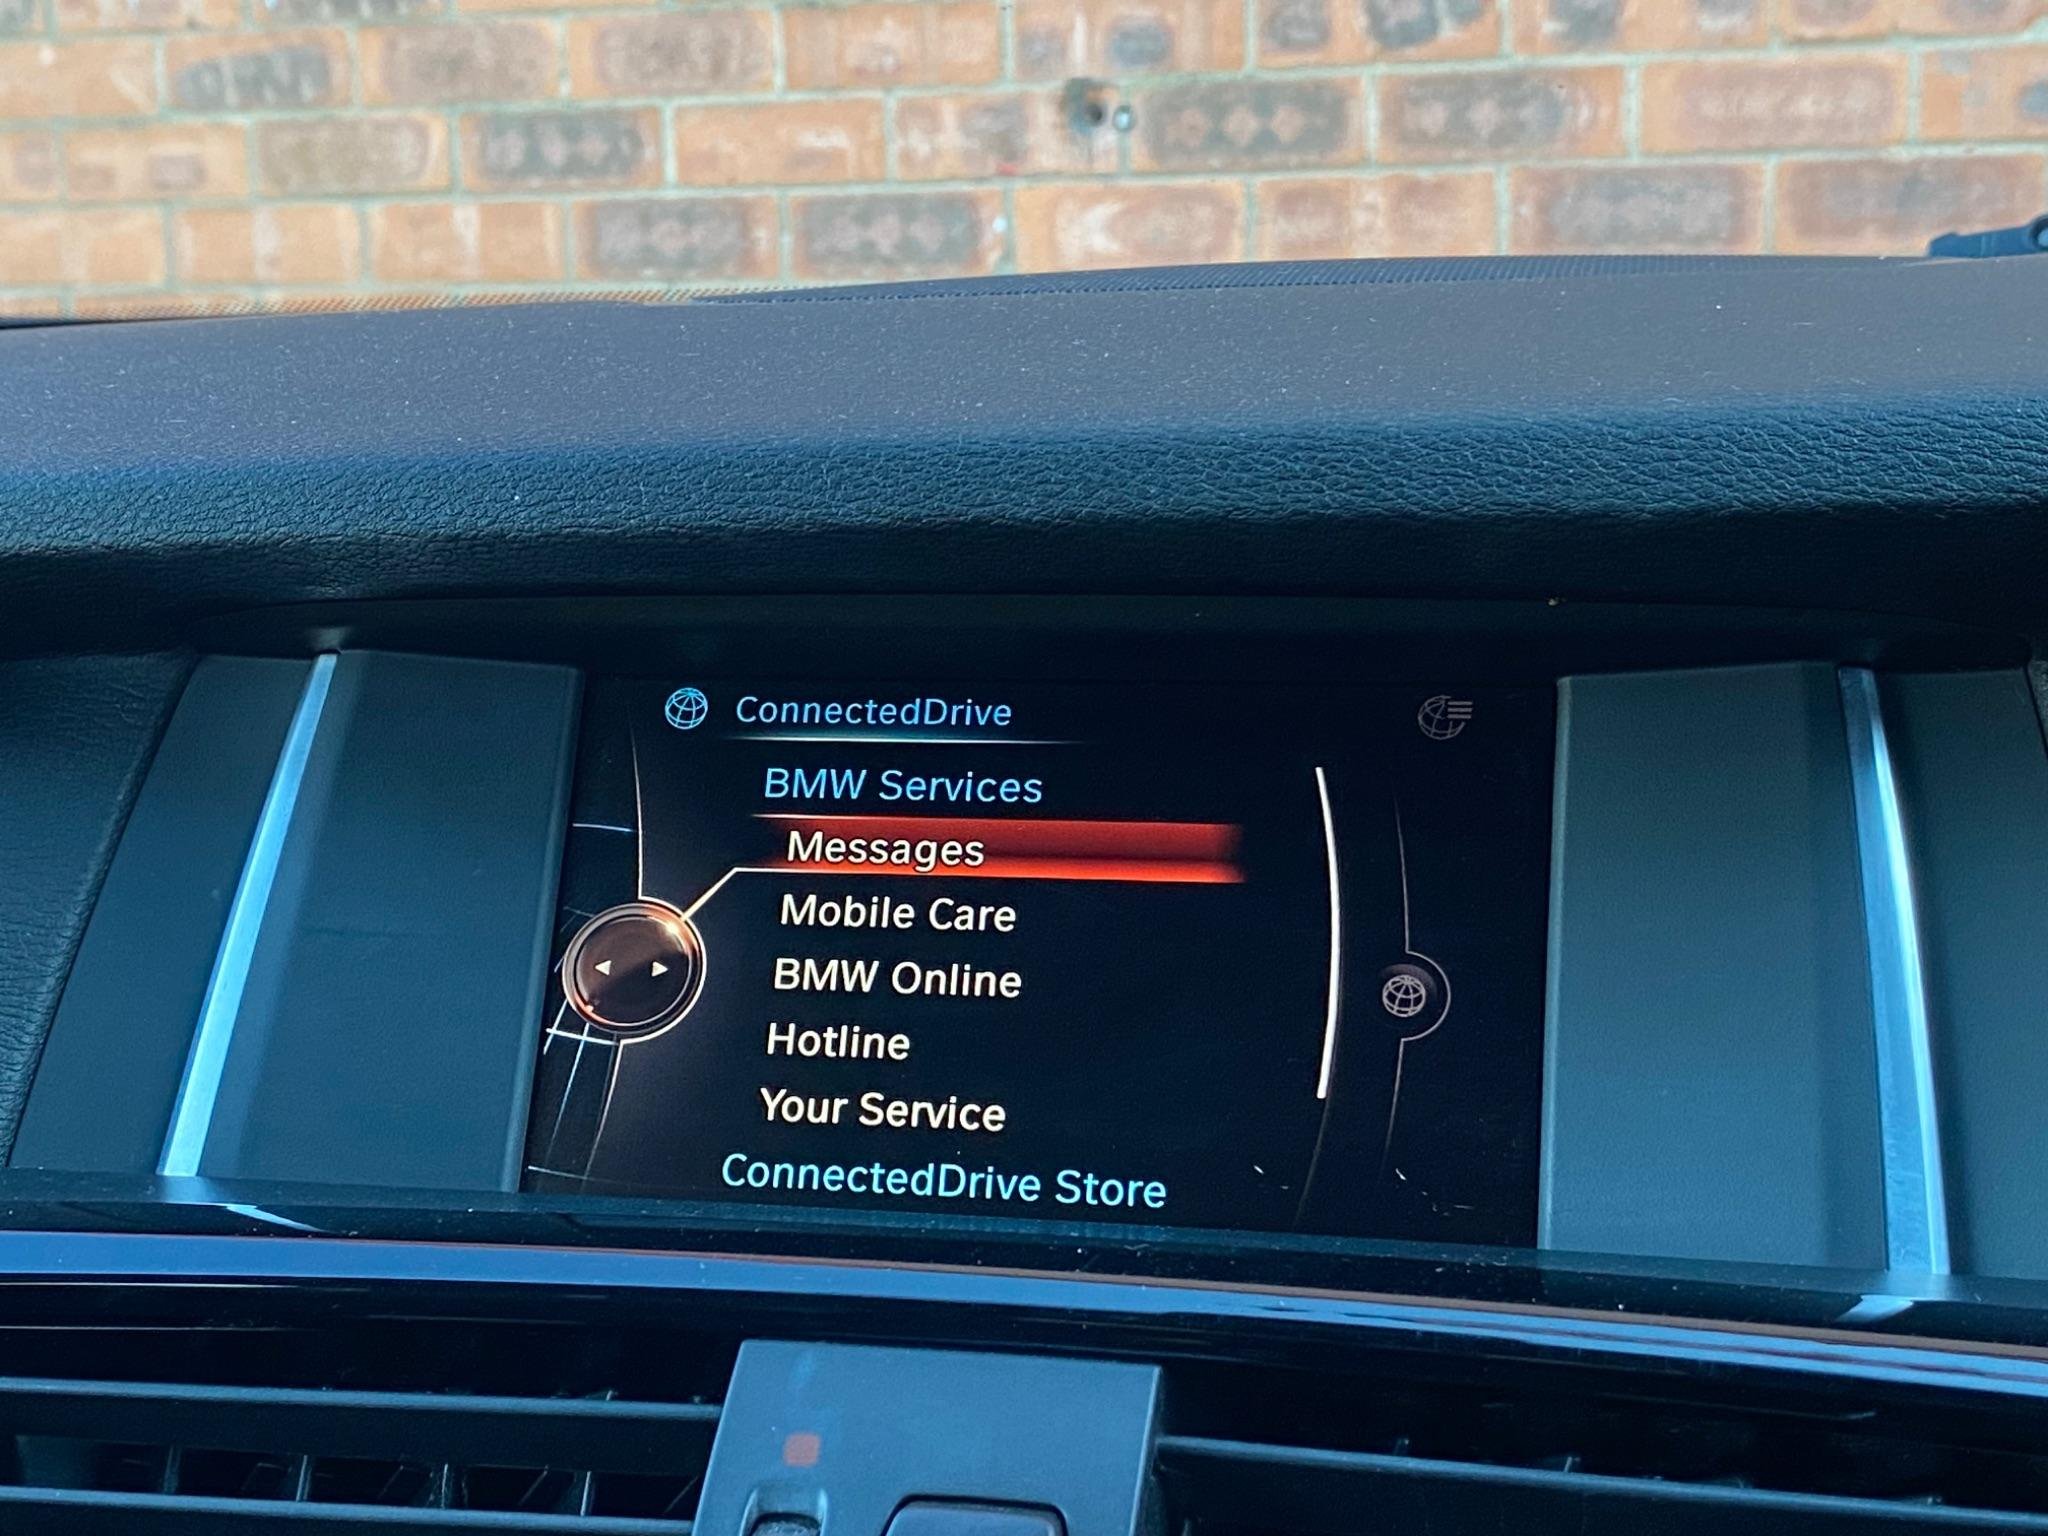 ConnectedDrive
BMW Services
Messages
Mobile Care
BMW Online
Hotline
Your Service
ConnectedDrive Store